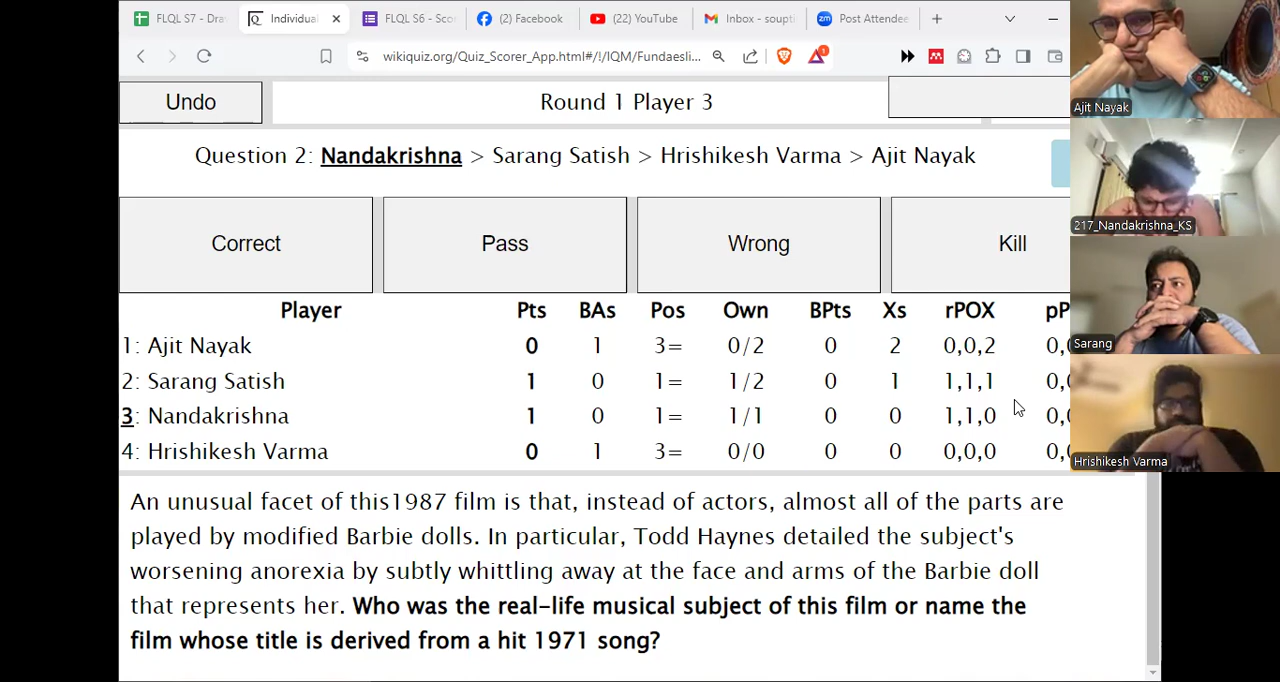 FLQL S7 - Dra
Individual
FLQL S6 - Sco
(2) Facebook
(22) YouTube
Inbox - soupti
Post Attendee
wikiquiz.org/Quiz_Scorer_App.html#/!/IQM/Fundaesli...
Undo
Round 1 Player 3
Question 2: Nandakrishna > Sarang Satish > Hrishikesh Varma > Ajit Nayak
Correct
Pass
Wrong
Kill
Player Pts BAs Pos Own BPts Xs rPOX pP
1: Ajit Nayak 0 1 3= 0/2 0 2 0,0,2 0,
2: Sarang Satish 1 0 1= 1/2 0 1 1,1,1 0,
3: Nandakrishna 1 0 1= 1/1 0 0 1,1,0 0,
4: Hrishikesh Varma 0 1 3= 0/0 0 0 0,0,0 0,
An unusual facet of this1987 film is that, instead of actors, almost all of the parts are
played by modified Barbie dolls. In particular, Todd Haynes detailed the subject's
worsening anorexia by subtly whittling away at the face and arms of the Barbie doll
that represents her. Who was the real-life musical subject of this film or name the
film whose title is derived from a hit 1971 song?
Ajit Nayak
217_Nandakrishna_KS
Sarang
Hrishikesh Varma